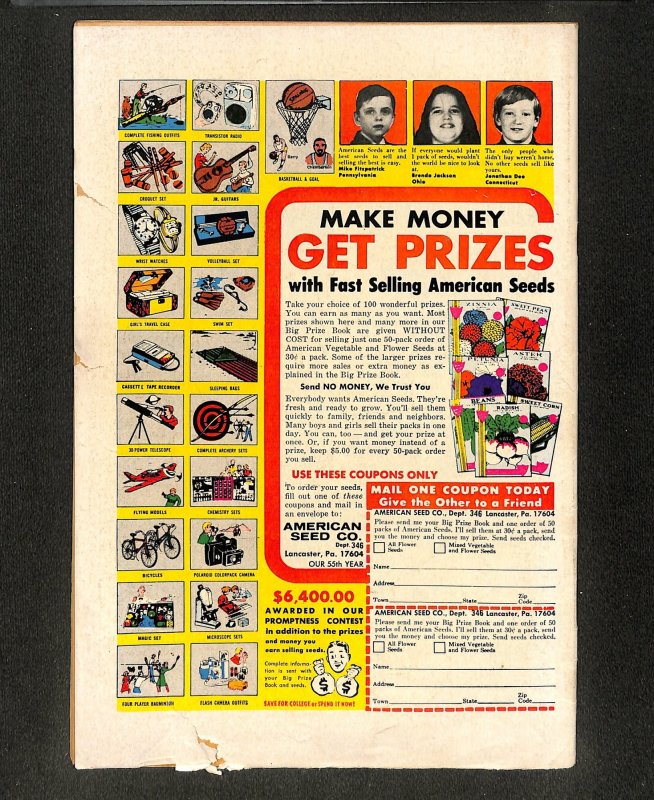 COMPLETE FISHING OUTFITS
TRANSISTOR RADIO
SPALDING
Barry
Chamberlain
BASKETBALL & GOAL
CROQUET SET
JR. GUITARS
WRIST WATCHES
VOLLEYBALL SET
GIRL'S TRAVEL CASE
SWIM SET
CASSETTE TAPE RECORDER
SLEEPING BAGS
30-POWER TELESCOPE
COMPLETE ARCHERY SETS
FLYING MODELS
CHEMISTRY SETS
BICYCLES
POLAROID COLORPACK CAMERA
MAGIC SET
MICROSCOPE SETS
FOUR PLAYER BADMINTON
FLASH CAMERA OUTFITS
American Seeds are the
best seeds to sell and
selling the best is easy.
Mike Fitzpatrick
Pennsylvania
If everyone would plant
1 pack of seeds, wouldn't
the world be nice to look
at.
Brenda Jackson
Ohio
The only people who
didn't buy weren't home.
No other seeds sell like
yours.
Jonathan Dee
Connecticut
MAKE MONEY
GET PRIZES
with Fast Selling American Seeds
Take your choice of 100 wonderful prizes.
You can earn as many as you want. Most
prizes shown here and many more in our
Big Prize Book are given WITHOUT
COST for selling just one 50-pack order of
American Vegetable and Flower Seeds at
30¢ a pack. Some of the larger prizes re-
quire more sales or extra money as ex-
plained in the Big Prize Book.
Send NO MONEY, We Trust You
Everybody wants American Seeds. They're
fresh and ready to grow. You'll sell them
quickly to family, friends and neighbors.
Many boys and girls sell their packs in one
day. You can, too — and get your prize at
once. Or, if you want money instead of a
prize, keep $5.00 for every 50-pack order
you sell.
ZINNIA
SWEET PEAS
PETUNIA
ASTER
BEANS
RADISH
SWEET CORN
USE THESE COUPONS ONLY
To order your seeds,
fill out one of these
coupons and mail in
an envelope to:
AMERICAN
SEED CO.
Dept. 346
Lancaster, Pa. 17604
OUR 55th YEAR
$6,400.00
AWARDED IN OUR
PROMPTNESS CONTEST
in addition to the prizes
and money you
earn selling seeds.
Complete informa-
tion is sent with
your Big Prize
Book and seeds.
$ $
SAVE FOR COLLEGE or SPEND IT NOW!
MAIL ONE COUPON TODAY
Give the Other to a Friend
AMERICAN SEED CO., Dept. 346 Lancaster, Pa. 17604
Please send me your Big Prize Book and one order of 50
packs of American Seeds. I'll sell them at 30¢ a pack, send
you the money and choose my prize. Send seeds checked.
All Flower
Seeds
Mixed Vegetable
and Flower Seeds
Name
Address
Town State Zip
Code
AMERICAN SEED CO., Dept. 346 Lancaster, Pa. 17604
Please send me your Big Prize Book and one order of 50
packs of American Seeds. I'll sell them at 30¢ a pack, send
you the money and choose my prize. Send seeds checked.
All Flower
Seeds
Mixed Vegetable
and Flower Seeds
Name
Address
Town State Zip
Code